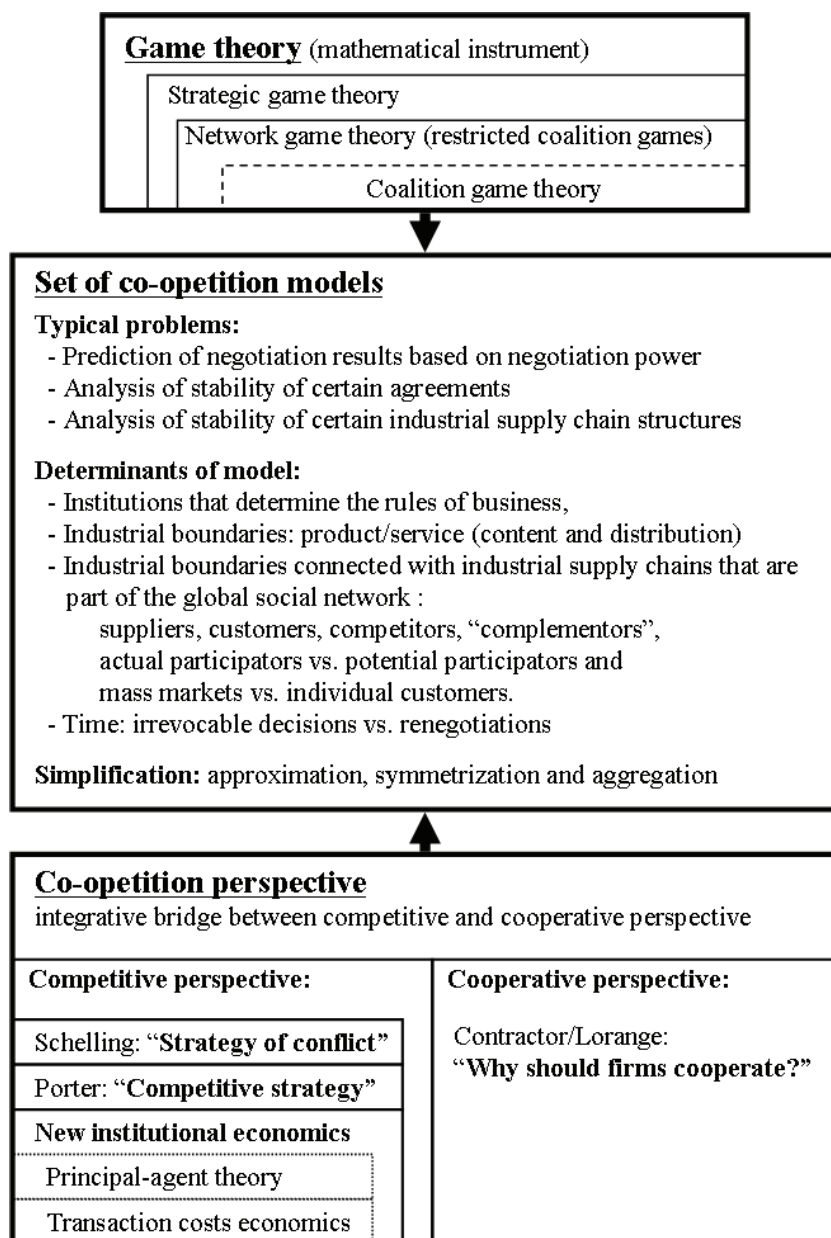 Game theory (mathematical instrument)
Strategic game theory
Network game theory (restricted coalition games)
Coalition game theory
Set of co-opetition models
Typical problems:
- Prediction of negotiation results based on negotiation power
- Analysis of stability of certain agreements
- Analysis of stability of certain industrial supply chain structures
Determinants of model:
- Institutions that determine the rules of business,
- Industrial boundaries: product/service (content and distribution)
- Industrial boundaries connected with industrial supply chains that are
part of the global social network :
suppliers, customers, competitors, “complementors”,
actual participators vs. potential participators and
mass markets vs. individual customers.
- Time: irrevocable decisions vs. renegotiations
Simplification: approximation, symmetrization and aggregation
Co-opetition perspective
integrative bridge between competitive and cooperative perspective
Competitive perspective:
Schelling: “Strategy of conflict”
Porter: “Competitive strategy”
New institutional economics
Principal-agent theory
Transaction costs economics
Cooperative perspective:
Contractor/Lorange:
“Why should firms cooperate?”